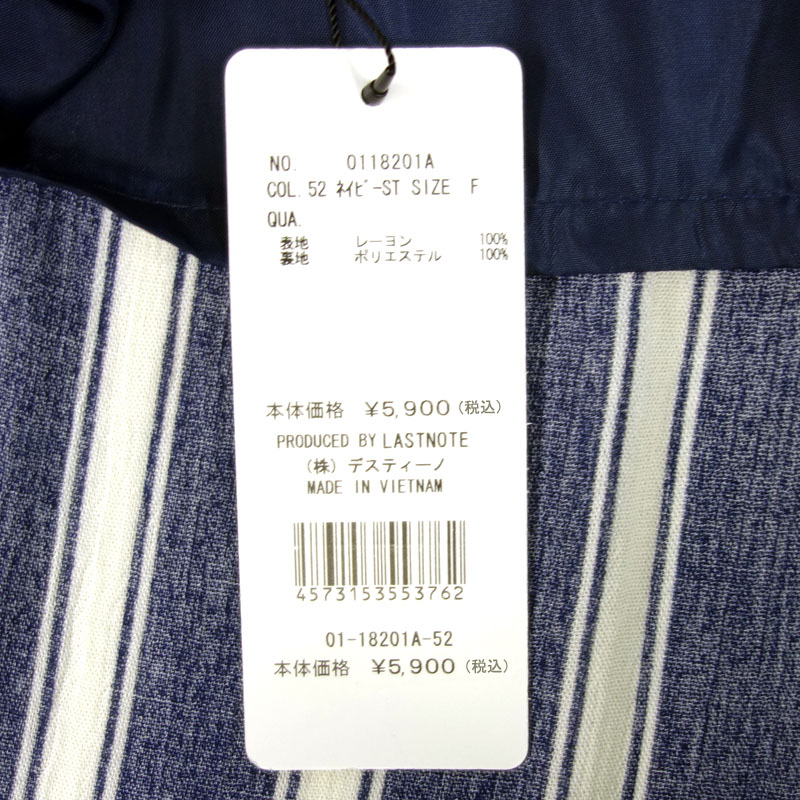 NO. 0118201A
COL. 52 ﾈｲﾋﾞｰST SIZE F
QUA.
表地 レーヨン 100%
裏地 ポリエステル 100%
本体価格 ¥5,900 (税込)
PRODUCED BY LASTNOTE
(株) デスティーノ
MADE IN VIETNAM
4573153553762
01-18201A-52
本体価格 ¥5,900 (税込)